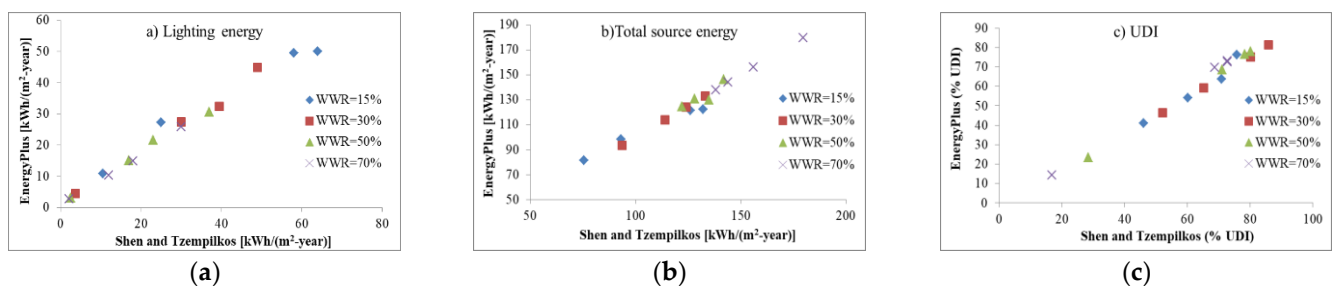 a) Lighting energy
EnergyPlus [kWh/(m²-year)]
60
50
40
30
20
10
0
0 20 40 60 80
Shen and Tzempilkos [kWh/(m²-year)]
WWR=15%
WWR=30%
WWR=50%
WWR=70%
(a)
b)Total source energy
EnergyPlus [kWh/(m²-year)]
190
170
150
130
110
90
70
50
50 100 150 200
Shen and Tzempilkos [kWh/(m²-year)]
WWR=15%
WWR=30%
WWR=50%
WWR=70%
(b)
c) UDI
EnergyPlus (% UDI)
90
80
70
60
50
40
30
20
10
0
0 20 40 60 80 100
Shen and Tzempilkos (% UDI)
WWR=15%
WWR=30%
WWR=50%
WWR=70%
(c)